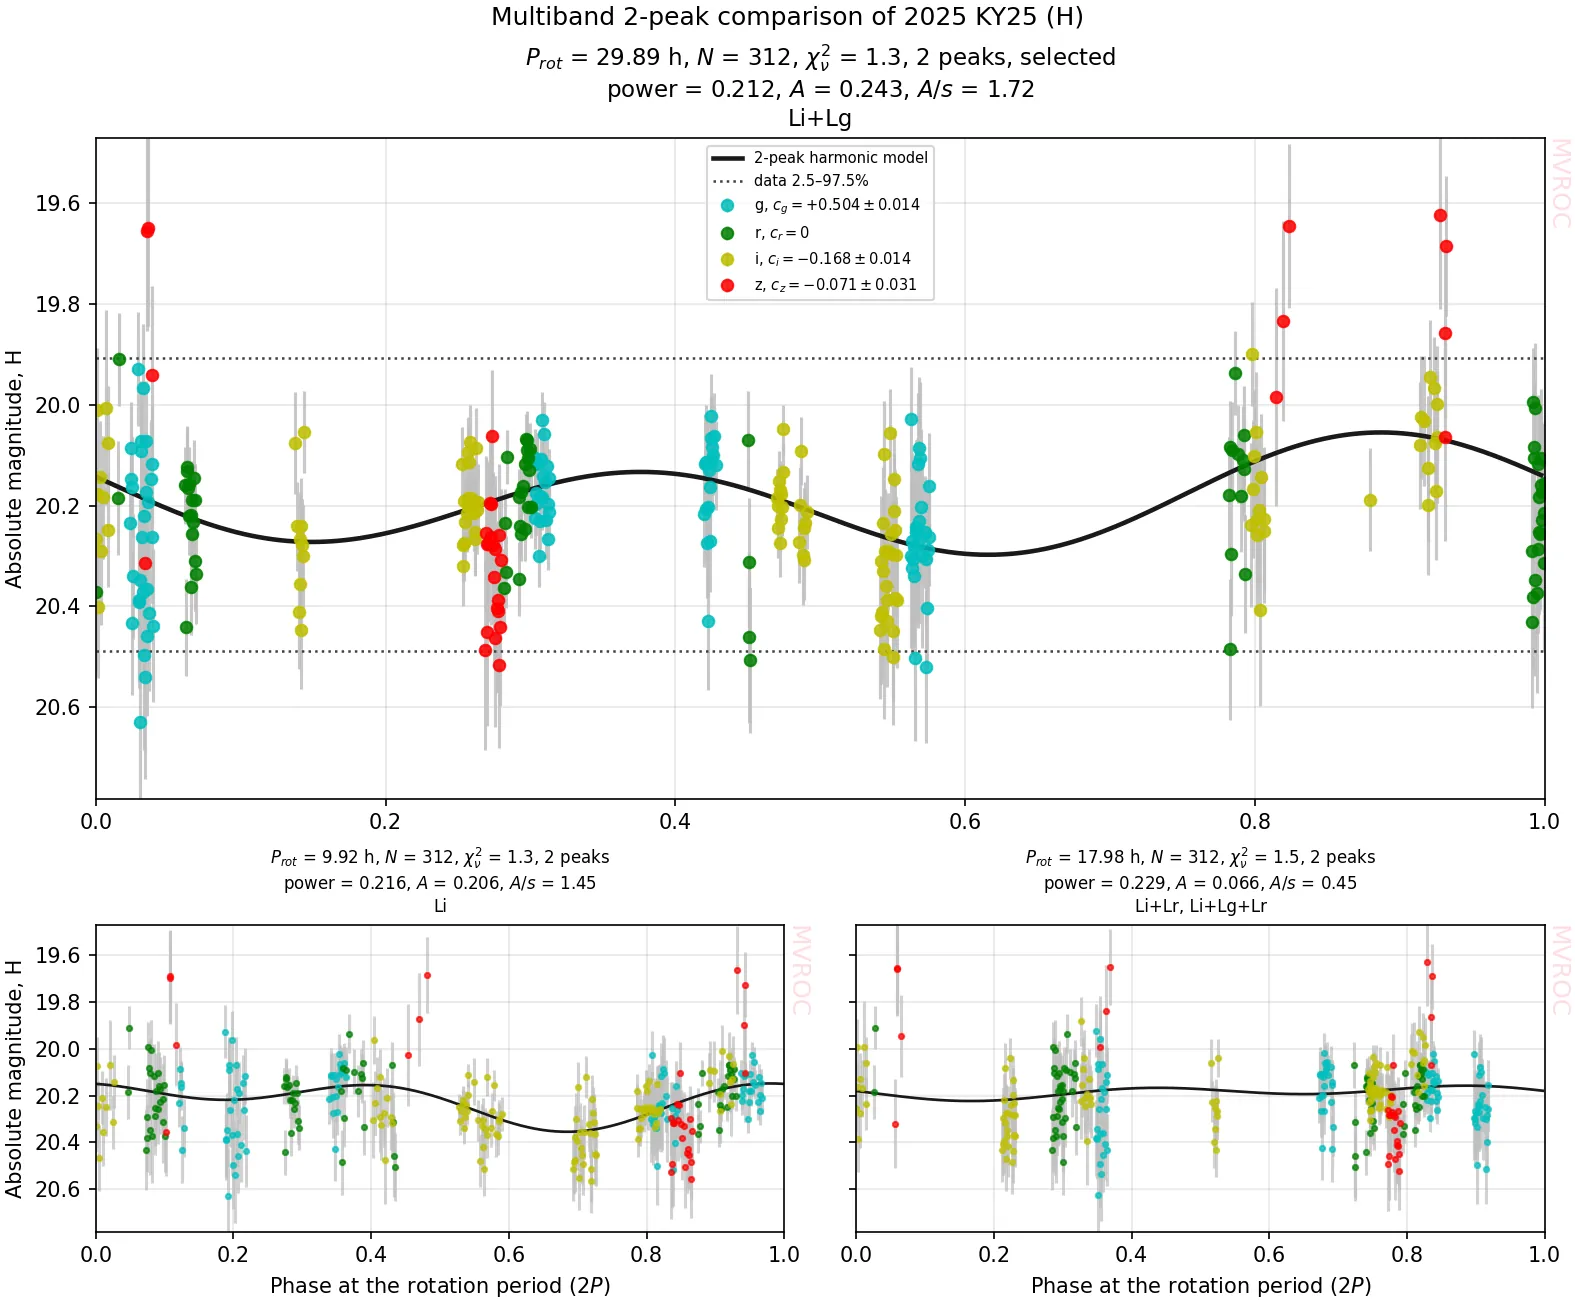 Multiband 2-peak comparison of 2025 KY25 (H)
P_rot = 29.89 h, N = 312, χ²_ν = 1.3, 2 peaks, selected
power = 0.212, A = 0.243, A/s = 1.72
Li+Lg
MVROC
2-peak harmonic model
data 2.5–97.5%
g, c_g = +0.504 ± 0.014
r, c_r = 0
i, c_i = −0.168 ± 0.014
z, c_z = −0.071 ± 0.031
Absolute magnitude, H
19.6
19.8
20.0
20.2
20.4
20.6
0.0 0.2 0.4 0.6 0.8 1.0
P_rot = 9.92 h, N = 312, χ²_ν = 1.3, 2 peaks
power = 0.216, A = 0.206, A/s = 1.45
Li
MVROC
Absolute magnitude, H
19.6
19.8
20.0
20.2
20.4
20.6
0.0 0.2 0.4 0.6 0.8 1.0
Phase at the rotation period (2P)
P_rot = 17.98 h, N = 312, χ²_ν = 1.5, 2 peaks
power = 0.229, A = 0.066, A/s = 0.45
Li+Lr, Li+Lg+Lr
MVROC
0.0 0.2 0.4 0.6 0.8 1.0
Phase at the rotation period (2P)